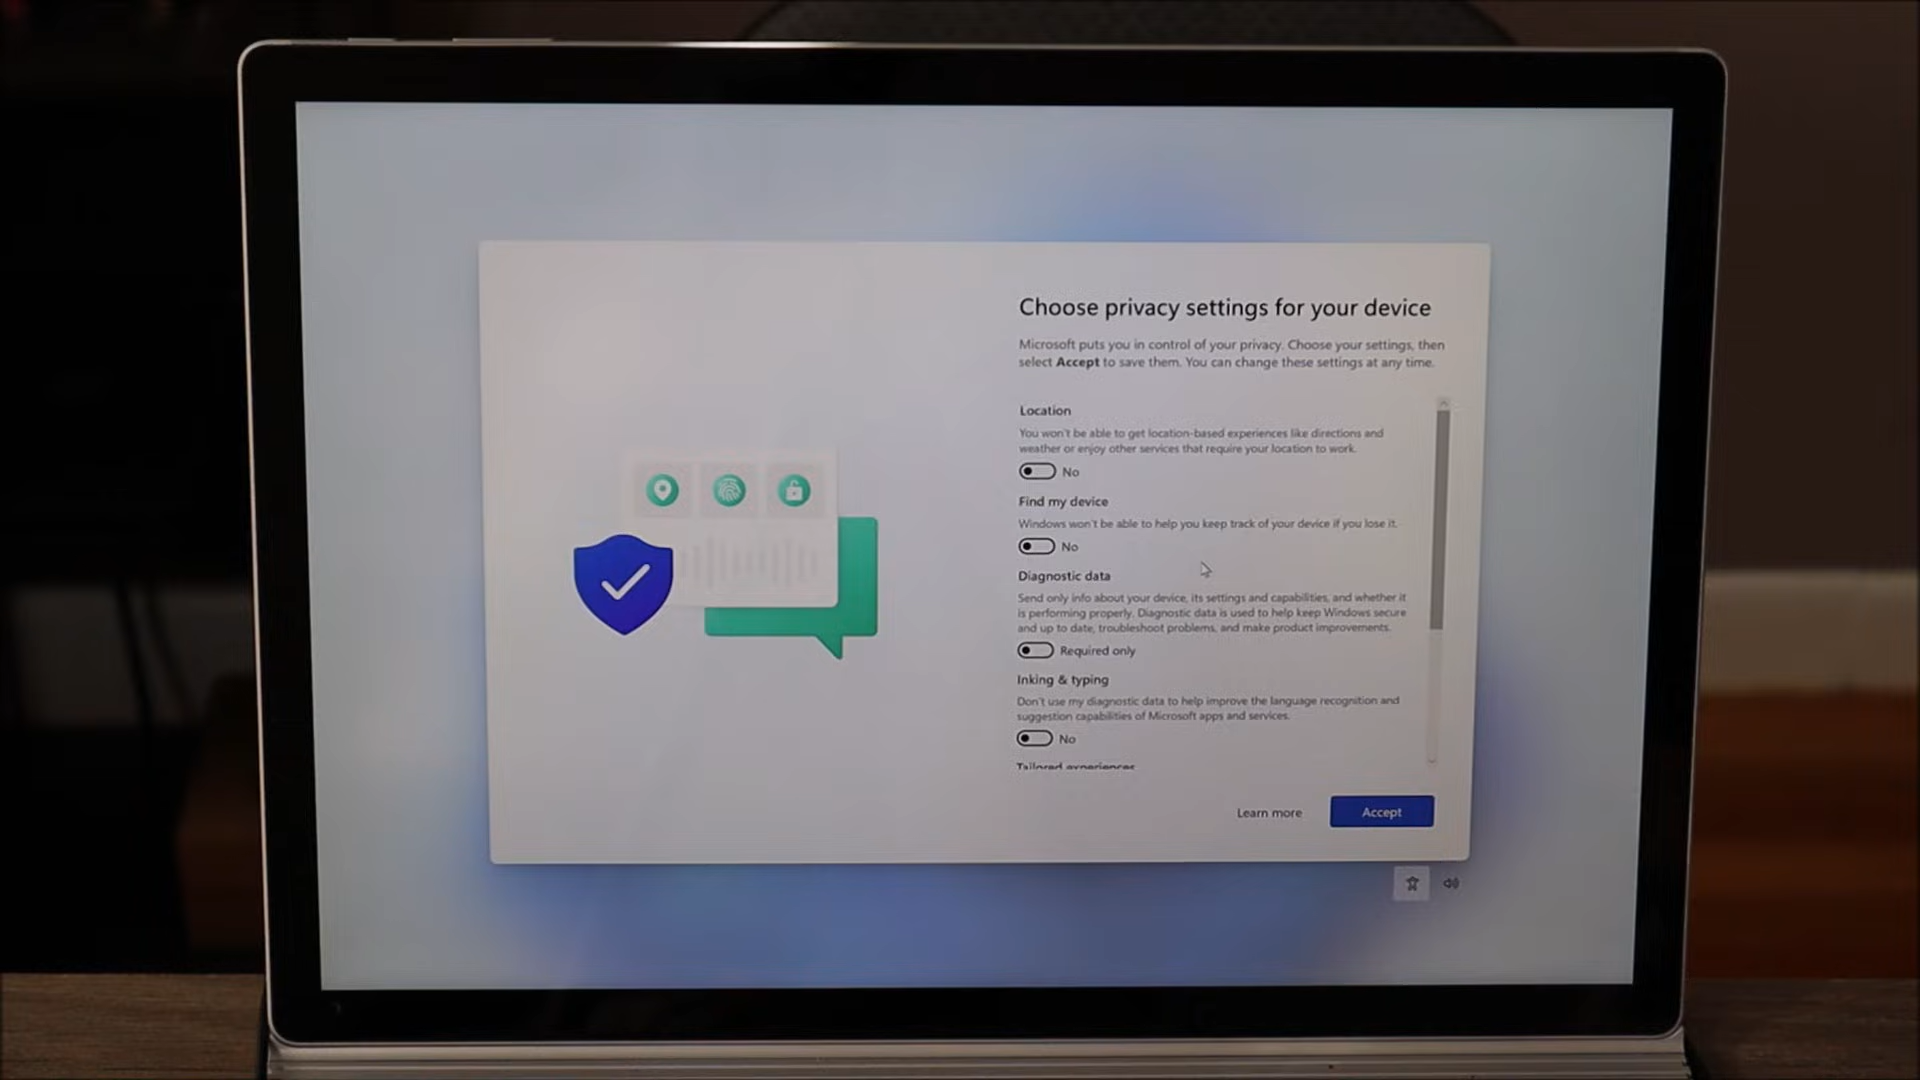 Choose privacy settings for your device
Microsoft puts you in control of your privacy. Choose your settings, then
select Accept to save them. You can change these settings at any time.
Location
You won't be able to get location-based experiences like directions and
weather or enjoy other services that require your location to work.
No
Find my device
Windows won't be able to help you keep track of your device if you lose it.
No
Diagnostic data
Send only info about your device, its settings and capabilities, and whether it
is performing properly. Diagnostic data is used to help keep Windows secure
and up to date, troubleshoot problems, and make product improvements.
Required only
Inking & typing
Don't use my diagnostic data to help improve the language recognition and
suggestion capabilities of Microsoft apps and services.
No
Tailored experiences
Learn more
Accept